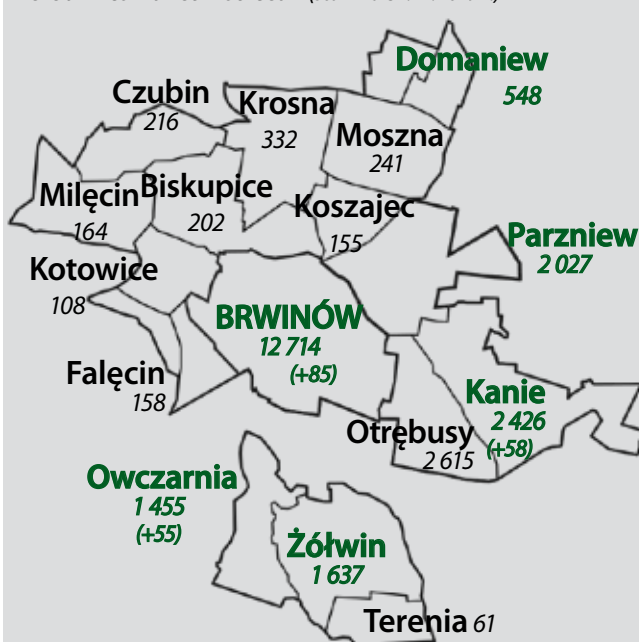 Domaniew
548
Czubin
216
Krosna
332
Moszna
241
Milęcin
164
Biskupice
202
Koszajec
155
Parzniew
2 027
Kotowice
108
BRWINÓW
12 714
(+85)
Falęcin
158
Kanie
2 426
(+58)
Otrębusy
2 615
Owczarnia
1 455
(+55)
Żółwin
1 637
Terenia 61